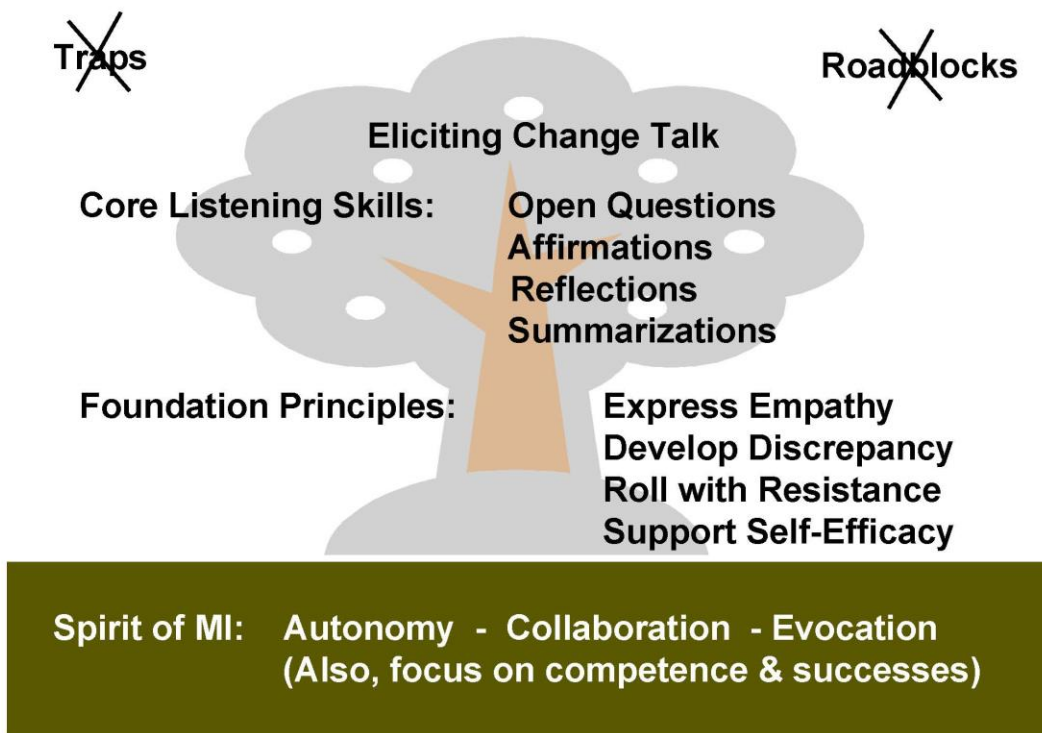 Traps
Roadblocks
Eliciting Change Talk
Core Listening Skills: Open Questions
Affirmations
Reflections
Summarizations
Foundation Principles: Express Empathy
Develop Discrepancy
Roll with Resistance
Support Self-Efficacy
Spirit of MI: Autonomy - Collaboration - Evocation
(Also, focus on competence & successes)